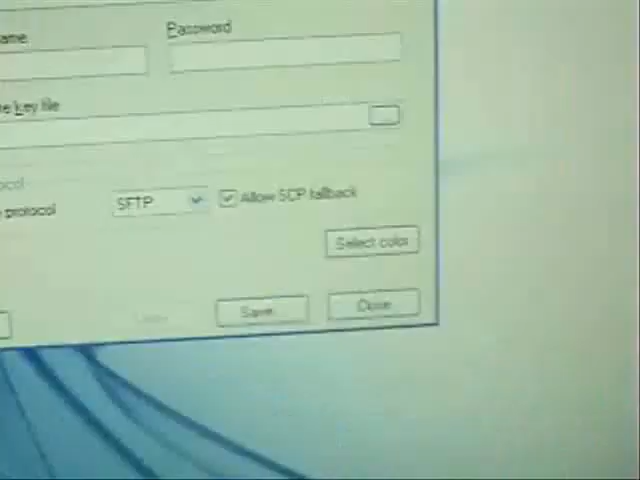 ame Password
e key file
ocol
protocol SFTP Allow SCP fallback
Select color
Save... Close